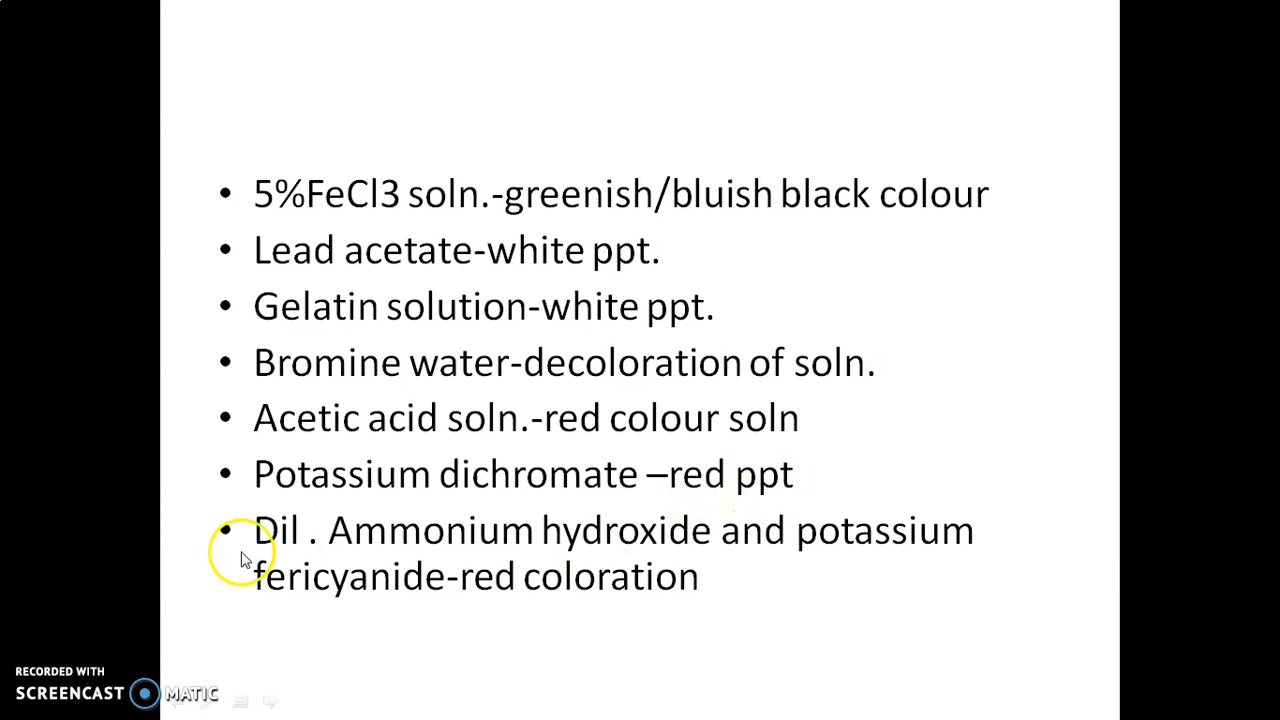 5%FeCl3 soln.-greenish/bluish black colour
Lead acetate-white ppt.
Gelatin solution-white ppt.
Bromine water-decoloration of soln.
Acetic acid soln.-red colour soln
Potassium dichromate –red ppt
Dil . Ammonium hydroxide and potassium
fericyanide-red coloration
RECORDED WITH
SCREENCAST MATIC